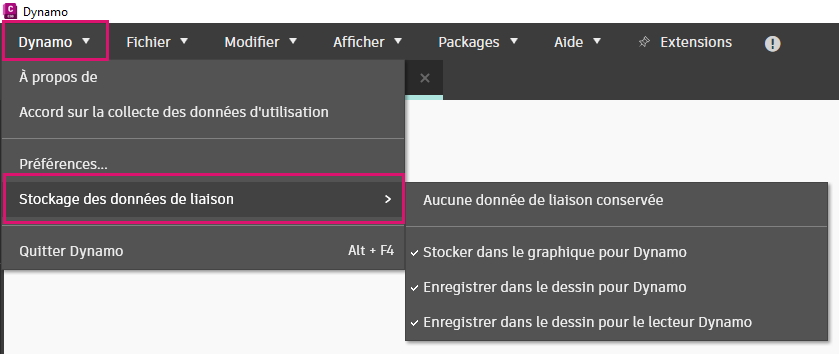 C
C3D
Dynamo
Dynamo Fichier Modifier Afficher Packages Aide Extensions
À propos de
Accord sur la collecte des données d'utilisation
Préférences...
Stockage des données de liaison
Aucune donnée de liaison conservée
Quitter Dynamo Alt + F4
Stocker dans le graphique pour Dynamo
Enregistrer dans le dessin pour Dynamo
Enregistrer dans le dessin pour le lecteur Dynamo